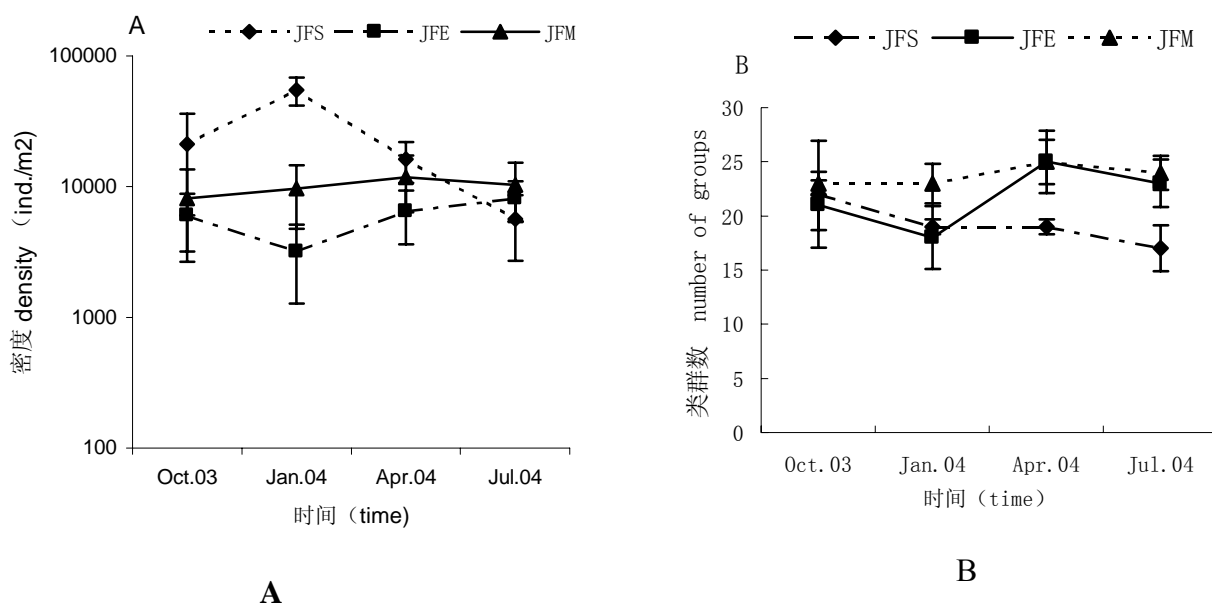 A
JFS JFE JFM
100000
10000
1000
100
密度 density （ind./m2）
Oct.03 Jan.04 Apr.04 Jul.04
时间（time)
A
JFS JFE JFM
B
30
25
20
15
10
5
0
类群数 number of groups
Oct.03 Jan.04 Apr.04 Jul.04
时间（time）
B